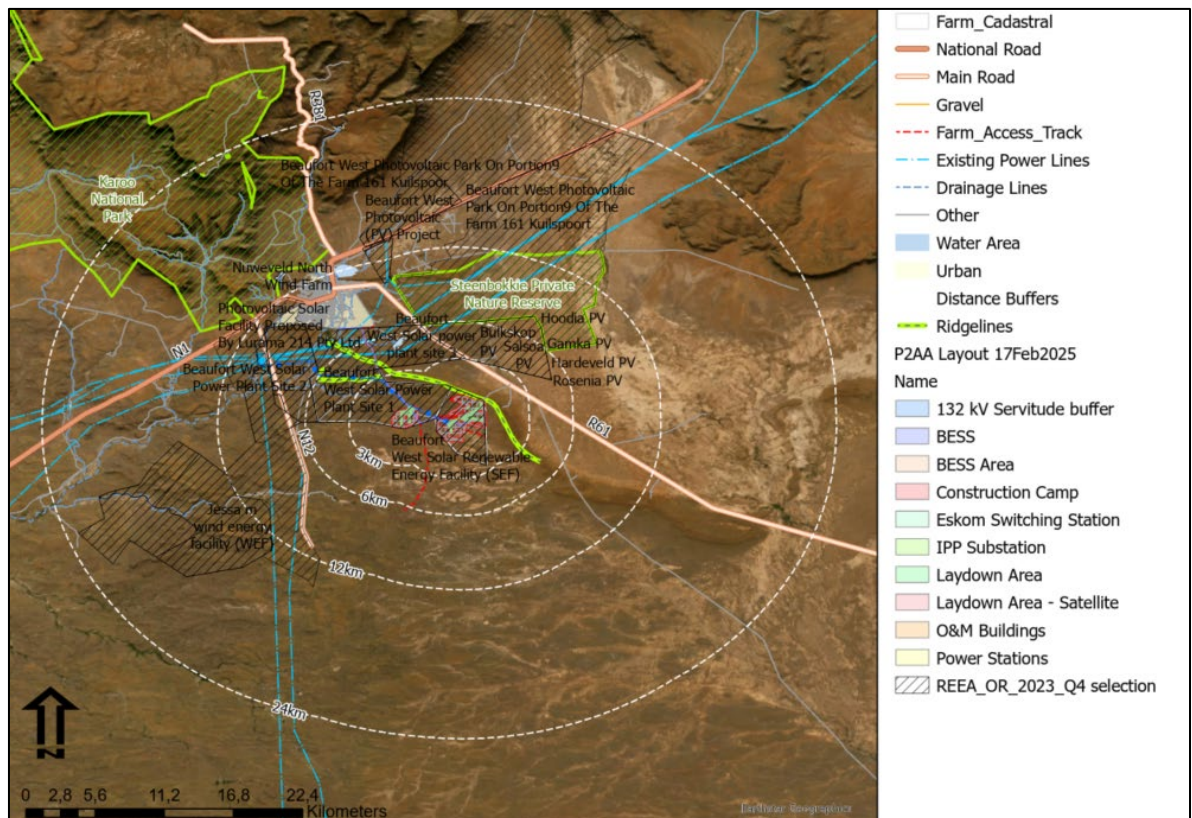 R381
Beaufort West Photovoltaic Park On Portion9
Of The Farm 161 Kuilspoor
Beaufort West Photovoltaic
Park On Portion9 Of The
Farm 161 Kuilspoort
Karoo
National
Park
Beaufort West
Photovoltaic
(PV) Project
Nuweveld North
Wind Farm
Steenbokkie Private
Nature Reserve
Photovoltaic Solar
Facility Proposed
By Lurama 214 Pty Ltd
Beaufort
West Solar power
plant site 2
Bulkskop
PV
Salsoa
PV
Hoodia PV
Gamka PV
Hardeveld PV
Rosenia PV
N1
Beaufort West Solar
Power Plant Site 2
Beaufort
West Solar Power
Plant Site 1
N12
R61
Beaufort
West Solar Renewable
Energy Facility (SEF)
3km
6km
12km
24km
Jessa m
wind energy
facility (WEF)
N
0 2,8 5,6 11,2 16,8 22,4
Kilometers
Earthstar Geographics
Farm_Cadastral
National Road
Main Road
Gravel
Farm_Access_Track
Existing Power Lines
Drainage Lines
Other
Water Area
Urban
Distance Buffers
Ridgelines
P2AA Layout 17Feb2025
Name
132 kV Servitude buffer
BESS
BESS Area
Construction Camp
Eskom Switching Station
IPP Substation
Laydown Area
Laydown Area - Satellite
O&M Buildings
Power Stations
REEA_OR_2023_Q4 selection